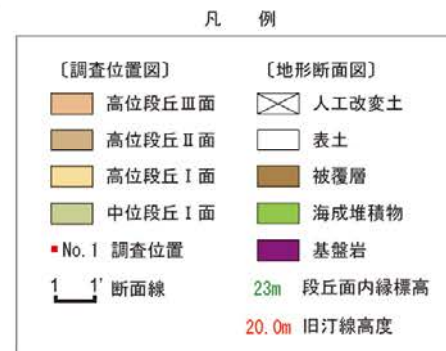 凡 例
〔調査位置図〕
高位段丘Ⅲ面
高位段丘Ⅱ面
高位段丘Ⅰ面
中位段丘Ⅰ面
No.1 調査位置
1 1' 断面線
〔地形断面図〕
人工改変土
表土
被覆層
海成堆積物
基盤岩
23m 段丘面内縁標高
20.0m 旧汀線高度